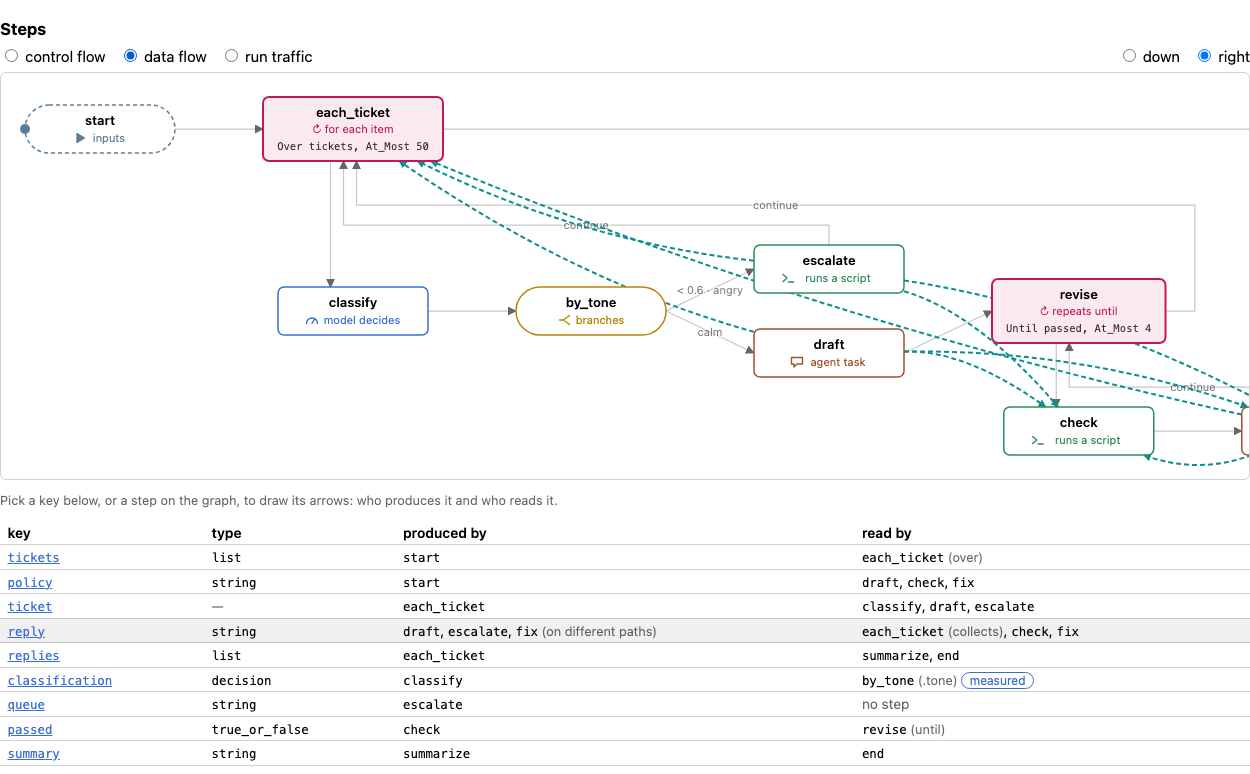 Steps
control flow data flow run traffic down right
start
inputs
each_ticket
for each item
Over tickets, At_Most 50
continue
continue
escalate
runs a script
< 0.6 · angry
classify
model decides
by_tone
branches
calm
draft
agent task
revise
repeats until
Until passed, At_Most 4
continue
check
runs a script
Pick a key below, or a step on the graph, to draw its arrows: who produces it and who reads it.
key type produced by read by
tickets list start each_ticket (over)
policy string start draft, check, fix
ticket — each_ticket classify, draft, escalate
reply string draft, escalate, fix (on different paths) each_ticket (collects), check, fix
replies list each_ticket summarize, end
classification decision classify by_tone (.tone) measured
queue string escalate no step
passed true_or_false check revise (until)
summary string summarize end